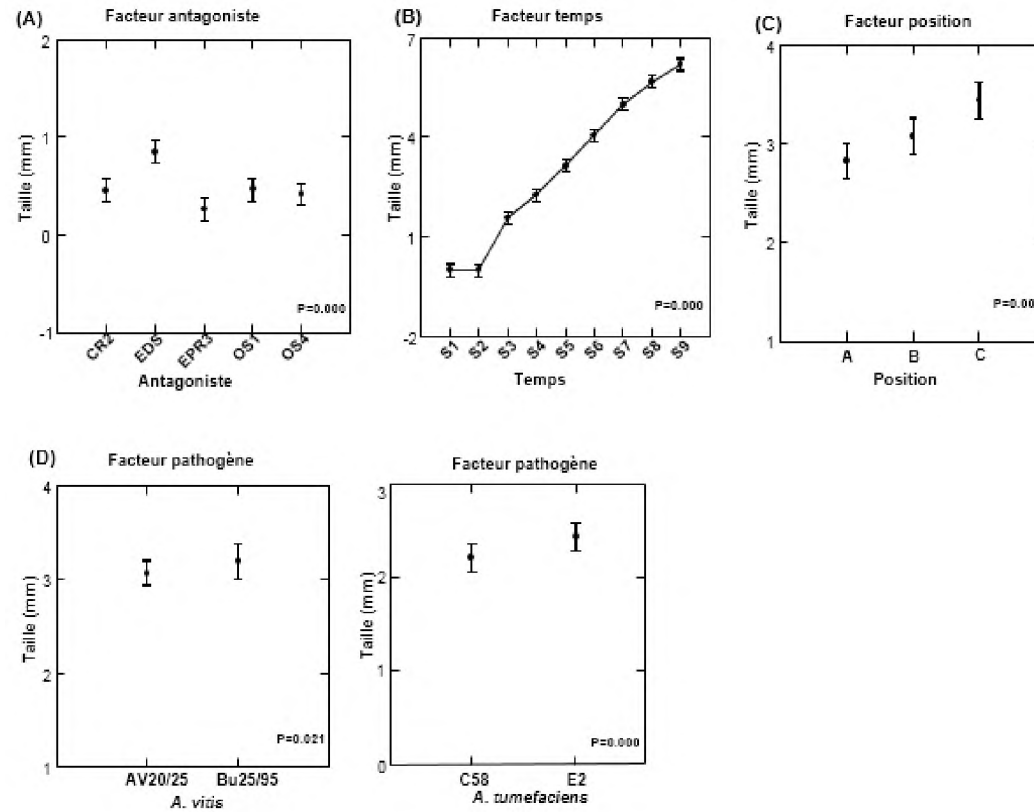 (A)
Facteur antagoniste
2
1
0
-1
Taille (mm)
P=0.000
CR2 EDS EPR3 OS1 OS4
Antagoniste
(B)
Facteur temps
7
4
1
-2
Taille (mm)
P=0.000
S1 S2 S3 S4 S5 S6 S7 S8 S9
Temps
(C)
Facteur position
4
3
2
1
Taille (mm)
P=0.00
A B C
Position
(D)
Facteur pathogène
4
3
2
1
Taille (mm)
P=0.021
AV20/25 Bu25/95
A. vitis
Facteur pathogène
3
2
1
0
Taille (mm)
P=0.000
C58 E2
A. tumefaciens